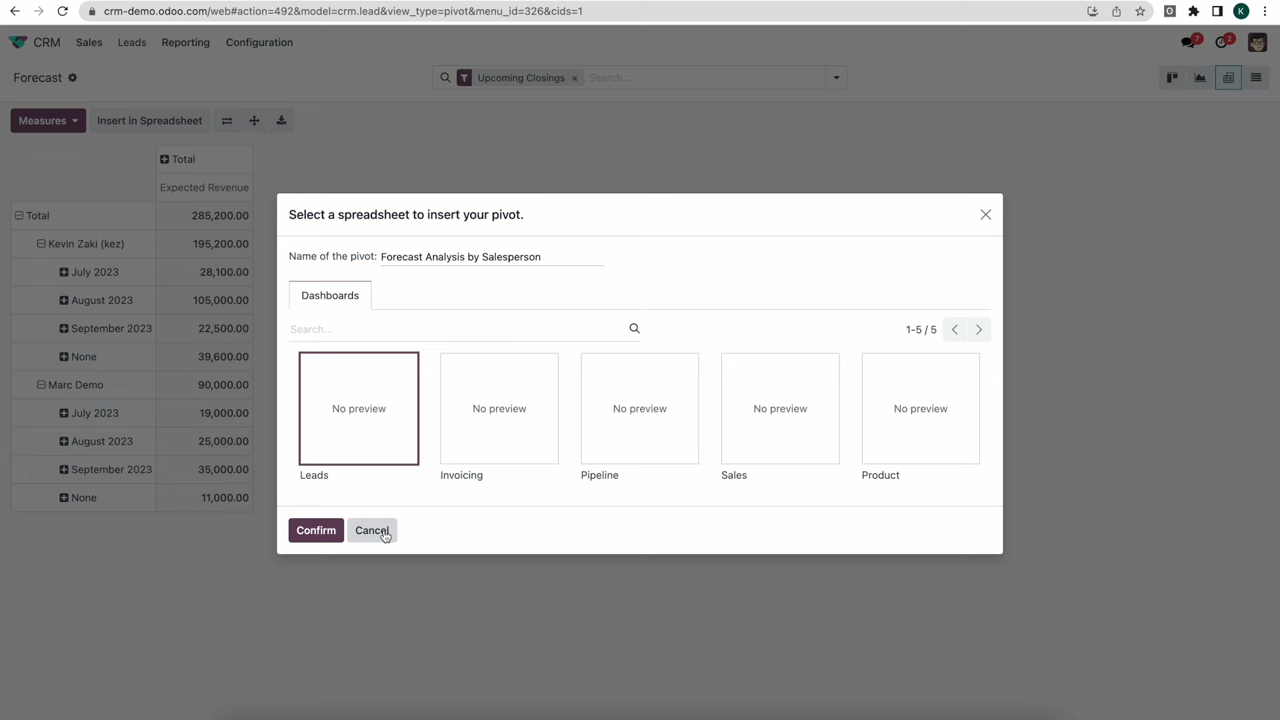 crm-demo.odoo.com/web#action=492&model=crm.lead&view_type=pivot&menu_id=326&cids=1
K
CRM Sales Leads Reporting Configuration
7 2
Forecast
Upcoming Closings × Search...
Measures Insert in Spreadsheet
Total
Expected Revenue
Total 285,200.00
Kevin Zaki (kez) 195,200.00
July 2023 28,100.00
August 2023 105,000.00
September 2023 22,500.00
None 39,600.00
Marc Demo 90,000.00
July 2023 19,000.00
August 2023 25,000.00
September 2023 35,000.00
None 11,000.00
Select a spreadsheet to insert your pivot.
Name of the pivot: Forecast Analysis by Salesperson
Dashboards
Search...
1-5 / 5
No preview No preview No preview No preview No preview
Leads Invoicing Pipeline Sales Product
Confirm Cancel